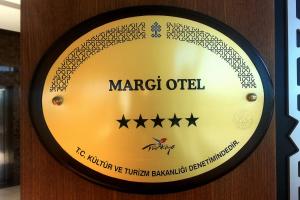 MARGİ OTEL
★★★★★
Türkiye
T.C. KÜLTÜR VE TURİZM BAKANLIĞI DENETİMİNDEDİR.